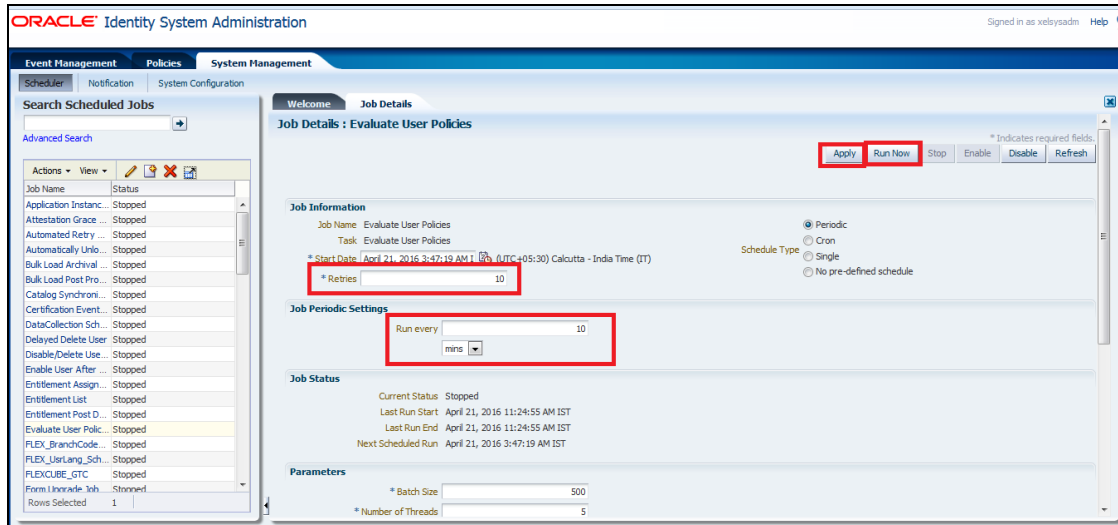 ORACLE® Identity System Administration
Signed in as xelsysadm Help
Event Management Policies System Management
Scheduler Notification System Configuration
Search Scheduled Jobs
Advanced Search
Actions View
Job Name Status
Application Instanc... Stopped
Attestation Grace ... Stopped
Automated Retry ... Stopped
Automatically Unlo... Stopped
Bulk Load Archival ... Stopped
Bulk Load Post Pro... Stopped
Catalog Synchroni... Stopped
Certification Event... Stopped
DataCollection Sch... Stopped
Delayed Delete User Stopped
Disable/Delete Use... Stopped
Enable User After ... Stopped
Entitlement Assign... Stopped
Entitlement List Stopped
Entitlement Post D... Stopped
Evaluate User Polic... Stopped
FLEX_BranchCode... Stopped
FLEX_UsrLang_Sch... Stopped
FLEXCUBE_GTC Stopped
Form Upgrade Job Stopped
Rows Selected 1
Welcome Job Details
Job Details : Evaluate User Policies
* Indicates required fields.
Apply Run Now Stop Enable Disable Refresh
Job Information
Job Name Evaluate User Policies
Task Evaluate User Policies
* Start Date April 21, 2016 3:47:19 AM I (UTC+05:30) Calcutta - India Time (IT)
* Retries 10
Schedule Type
Periodic
Cron
Single
No pre-defined schedule
Job Periodic Settings
Run every 10
mins
Job Status
Current Status Stopped
Last Run Start April 21, 2016 11:24:55 AM IST
Last Run End April 21, 2016 11:24:55 AM IST
Next Scheduled Run April 21, 2016 3:47:19 AM IST
Parameters
* Batch Size 500
* Number of Threads 5